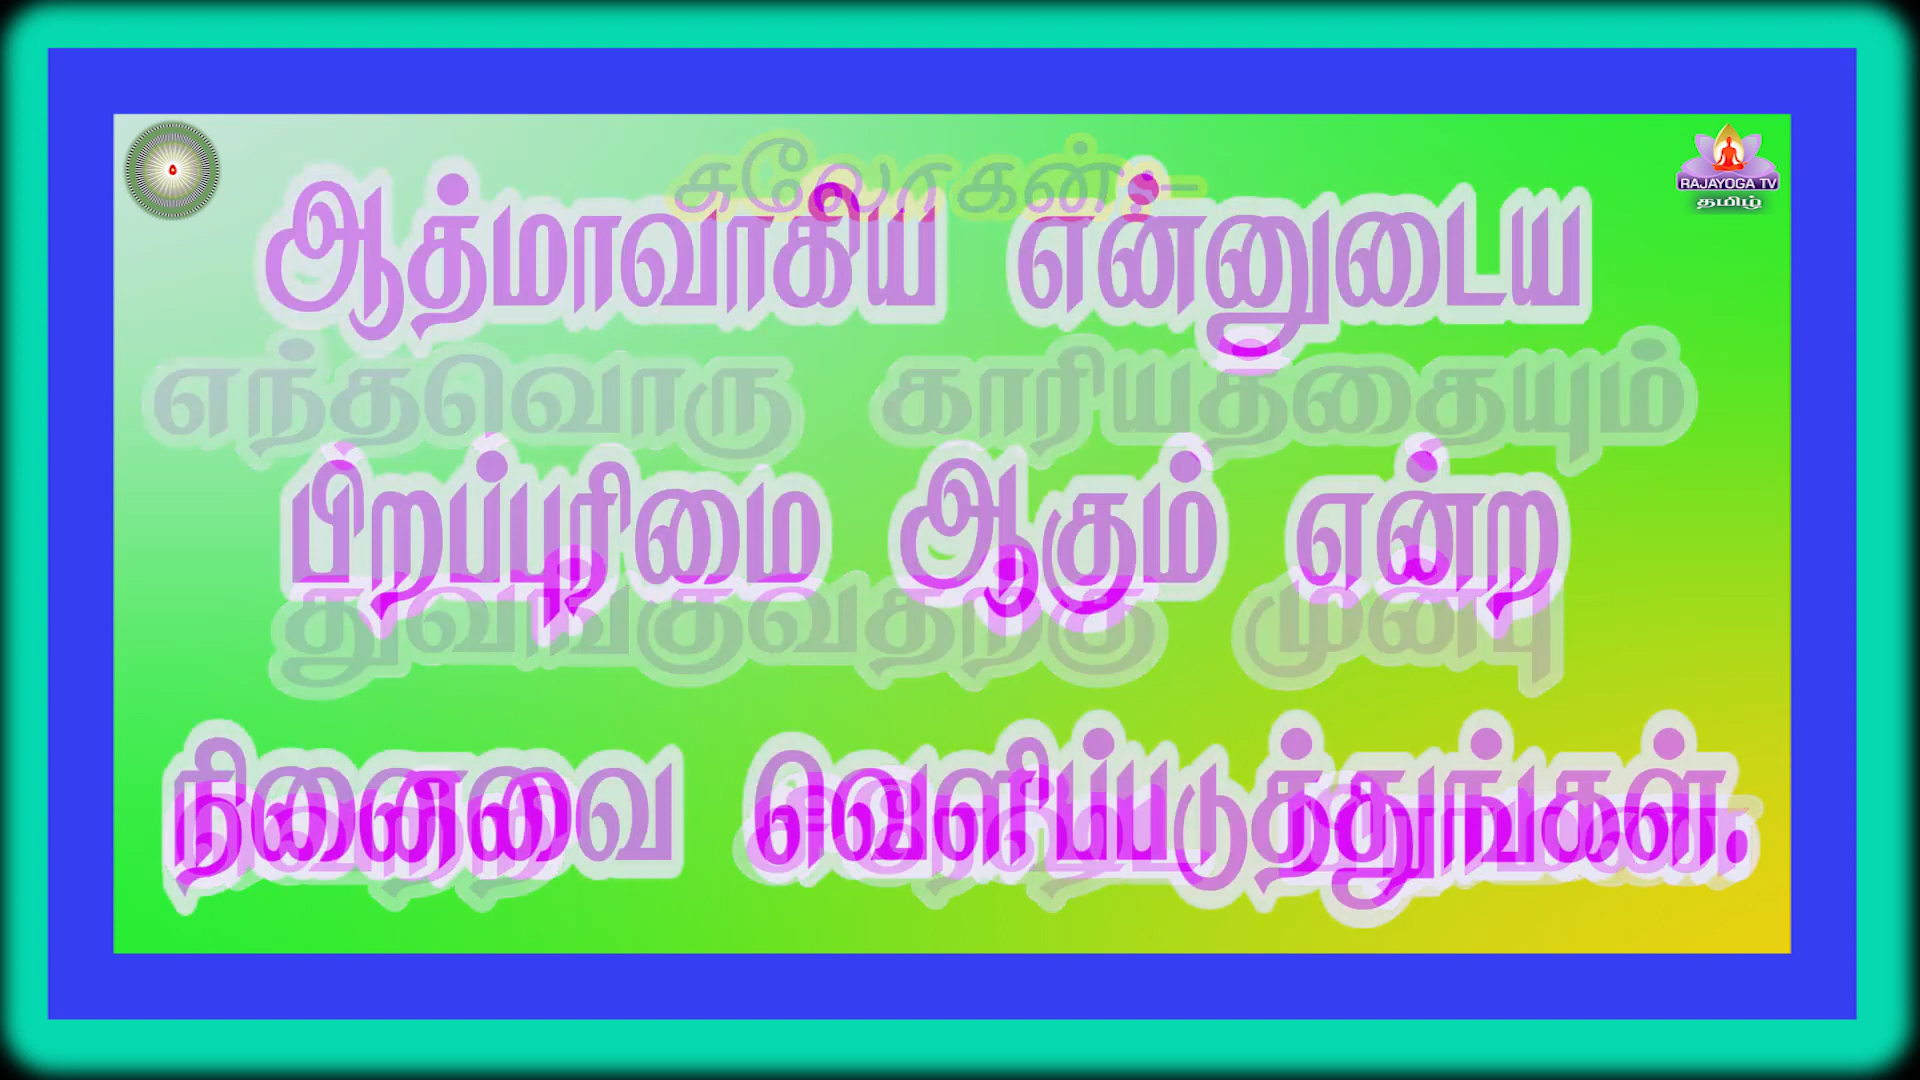 சுலோகன்:-
RAJAYOGA TV
தமிழ்
ஆத்மாவாகிய என்னுடைய
எந்தவொரு காரியத்தையும்
பிறப்புரிமை ஆகும் என்ற
துவங்குவதற்கு முன்பு
நினைவை வெளிப்படுத்துங்கள்.